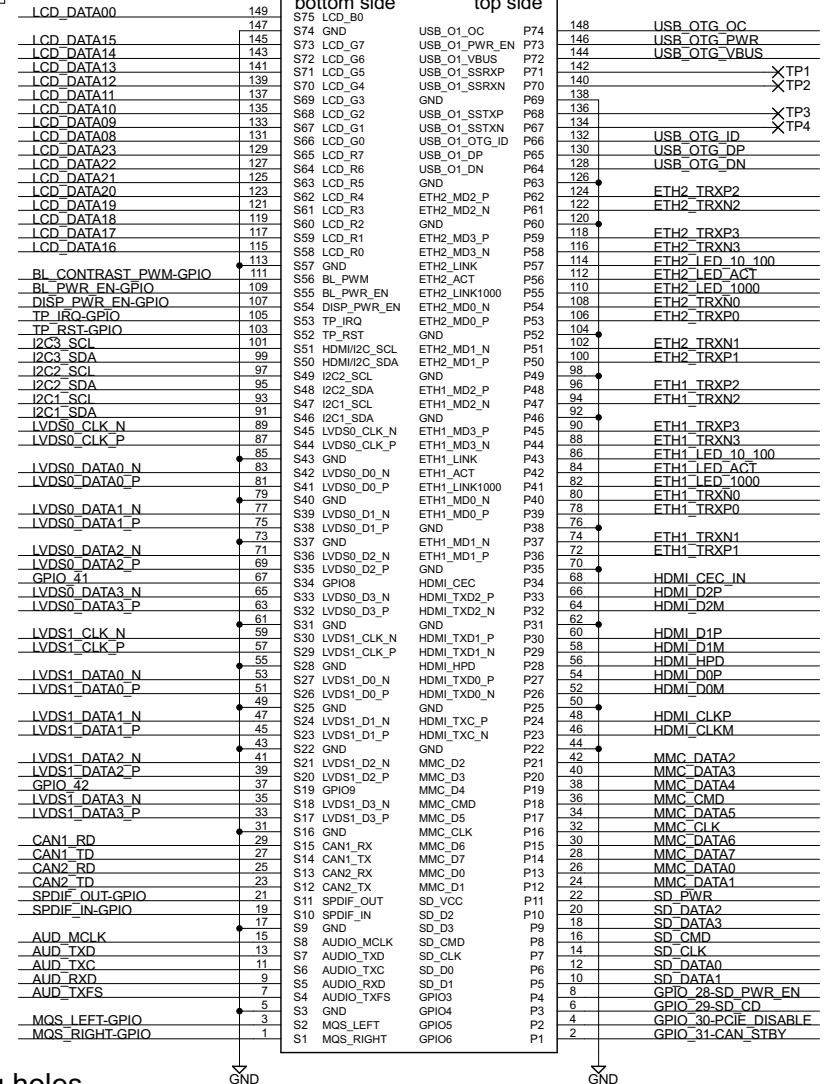 bottom side top side
LCD_DATA00 149 S75 LCD_B0
147 S74 GND USB_O1_OC P74 148 USB_OTG_OC
LCD_DATA15 145 S73 LCD_G7 USB_O1_PWR_EN P73 146 USB_OTG_PWR
LCD_DATA14 143 S72 LCD_G6 USB_O1_VBUS P72 144 USB_OTG_VBUS
LCD_DATA13 141 S71 LCD_G5 USB_O1_SSRXP P71 142 TP1
LCD_DATA12 139 S70 LCD_G4 USB_O1_SSRXN P70 140 TP2
LCD_DATA11 137 S69 LCD_G3 GND P69 138
LCD_DATA10 135 S68 LCD_G2 USB_O1_SSTXP P68 136 TP3
LCD_DATA09 133 S67 LCD_G1 USB_O1_SSTXN P67 134 TP4
LCD_DATA08 131 S66 LCD_G0 USB_O1_OTG_ID P66 132 USB_OTG_ID
LCD_DATA23 129 S65 LCD_R7 USB_O1_DP P65 130 USB_OTG_DP
LCD_DATA22 127 S64 LCD_R6 USB_O1_DN P64 128 USB_OTG_DN
LCD_DATA21 125 S63 LCD_R5 GND P63 126
LCD_DATA20 123 S62 LCD_R4 ETH2_MD2_P P62 124 ETH2_TRXP2
LCD_DATA19 121 S61 LCD_R3 ETH2_MD2_N P61 122 ETH2_TRXN2
LCD_DATA18 119 S60 LCD_R2 GND P60 120
LCD_DATA17 117 S59 LCD_R1 ETH2_MD3_P P59 118 ETH2_TRXP3
LCD_DATA16 115 S58 LCD_R0 ETH2_MD3_N P58 116 ETH2_TRXN3
113 S57 GND ETH2_LINK P57 114 ETH2_LED_10_100
BL_CONTRAST_PWM-GPIO 111 S56 BL_PWM ETH2_ACT P56 112 ETH2_LED_ACT
BL_PWR_EN-GPIO 109 S55 BL_PWR_EN ETH2_LINK1000 P55 110 ETH2_LED_1000
DISP_PWR_EN-GPIO 107 S54 DISP_PWR_EN ETH2_MD0_N P54 108 ETH2_TRXN0
TP_IRQ-GPIO 105 S53 TP_IRQ ETH2_MD0_P P53 106 ETH2_TRXP0
TP_RST-GPIO 103 S52 TP_RST GND P52 104
I2C3_SCL 101 S51 HDMI/I2C_SCL ETH2_MD1_N P51 102 ETH2_TRXN1
I2C3_SDA 99 S50 HDMI/I2C_SDA ETH2_MD1_P P50 100 ETH2_TRXP1
I2C2_SCL 97 S49 I2C2_SCL GND P49 98
I2C2_SDA 95 S48 I2C2_SDA ETH1_MD2_P P48 96 ETH1_TRXP2
I2C1_SCL 93 S47 I2C1_SCL ETH1_MD2_N P47 94 ETH1_TRXN2
I2C1_SDA 91 S46 I2C1_SDA GND P46 92
LVDS0_CLK_N 89 S45 LVDS0_CLK_N ETH1_MD3_P P45 90 ETH1_TRXP3
LVDS0_CLK_P 87 S44 LVDS0_CLK_P ETH1_MD3_N P44 88 ETH1_TRXN3
85 S43 GND ETH1_LINK P43 86 ETH1_LED_10_100
LVDS0_DATA0_N 83 S42 LVDS0_D0_N ETH1_ACT P42 84 ETH1_LED_ACT
LVDS0_DATA0_P 81 S41 LVDS0_D0_P ETH1_LINK1000 P41 82 ETH1_LED_1000
79 S40 GND ETH1_MD0_N P40 80 ETH1_TRXN0
LVDS0_DATA1_N 77 S39 LVDS0_D1_N ETH1_MD0_P P39 78 ETH1_TRXP0
LVDS0_DATA1_P 75 S38 LVDS0_D1_P GND P38 76
73 S37 GND ETH1_MD1_N P37 74 ETH1_TRXN1
LVDS0_DATA2_N 71 S36 LVDS0_D2_N ETH1_MD1_P P36 72 ETH1_TRXP1
LVDS0_DATA2_P 69 S35 LVDS0_D2_P GND P35 70
GPIO_41 67 S34 GPIO8 HDMI_CEC P34 68 HDMI_CEC_IN
LVDS0_DATA3_N 65 S33 LVDS0_D3_N HDMI_TXD2_P P33 66 HDMI_D2P
LVDS0_DATA3_P 63 S32 LVDS0_D3_P HDMI_TXD2_N P32 64 HDMI_D2M
61 S31 GND GND P31 62
LVDS1_CLK_N 59 S30 LVDS1_CLK_N HDMI_TXD1_P P30 60 HDMI_D1P
LVDS1_CLK_P 57 S29 LVDS1_CLK_P HDMI_TXD1_N P29 58 HDMI_D1M
55 S28 GND HDMI_HPD P28 56 HDMI_HPD
LVDS1_DATA0_N 53 S27 LVDS1_D0_N HDMI_TXD0_P P27 54 HDMI_D0P
LVDS1_DATA0_P 51 S26 LVDS1_D0_P HDMI_TXD0_N P26 52 HDMI_D0M
49 S25 GND GND P25 50
LVDS1_DATA1_N 47 S24 LVDS1_D1_N HDMI_TXC_P P24 48 HDMI_CLKP
LVDS1_DATA1_P 45 S23 LVDS1_D1_P HDMI_TXC_N P23 46 HDMI_CLKM
43 S22 GND GND P22 44
LVDS1_DATA2_N 41 S21 LVDS1_D2_N MMC_D2 P21 42 MMC_DATA2
LVDS1_DATA2_P 39 S20 LVDS1_D2_P MMC_D3 P20 40 MMC_DATA3
GPIO_42 37 S19 GPIO9 MMC_D4 P19 38 MMC_DATA4
LVDS1_DATA3_N 35 S18 LVDS1_D3_N MMC_CMD P18 36 MMC_CMD
LVDS1_DATA3_P 33 S17 LVDS1_D3_P MMC_D5 P17 34 MMC_DATA5
31 S16 GND MMC_CLK P16 32 MMC_CLK
CAN1_RD 29 S15 CAN1_RX MMC_D6 P15 30 MMC_DATA6
CAN1_TD 27 S14 CAN1_TX MMC_D7 P14 28 MMC_DATA7
CAN2_RD 25 S13 CAN2_RX MMC_D0 P13 26 MMC_DATA0
CAN2_TD 23 S12 CAN2_TX MMC_D1 P12 24 MMC_DATA1
SPDIF_OUT-GPIO 21 S11 SPDIF_OUT SD_VCC P11 22 SD_PWR
SPDIF_IN-GPIO 19 S10 SPDIF_IN SD_D2 P10 20 SD_DATA2
17 S9 GND SD_D3 P9 18 SD_DATA3
AUD_MCLK 15 S8 AUDIO_MCLK SD_CMD P8 16 SD_CMD
AUD_TXD 13 S7 AUDIO_TXD SD_CLK P7 14 SD_CLK
AUD_TXC 11 S6 AUDIO_TXC SD_D0 P6 12 SD_DATA0
AUD_RXD 9 S5 AUDIO_RXD SD_D1 P5 10 SD_DATA1
AUD_TXFS 7 S4 AUDIO_TXFS GPIO3 P4 8 GPIO_28-SD_PWR_EN
5 S3 GND GPIO4 P3 6 GPIO_29-SD_CD
MQS_LEFT-GPIO 3 S2 MQS_LEFT GPIO5 P2 4 GPIO_30-PCIE_DISABLE
MQS_RIGHT-GPIO 1 S1 MQS_RIGHT GPIO6 P1 2 GPIO_31-CAN_STBY
GND GND
holes